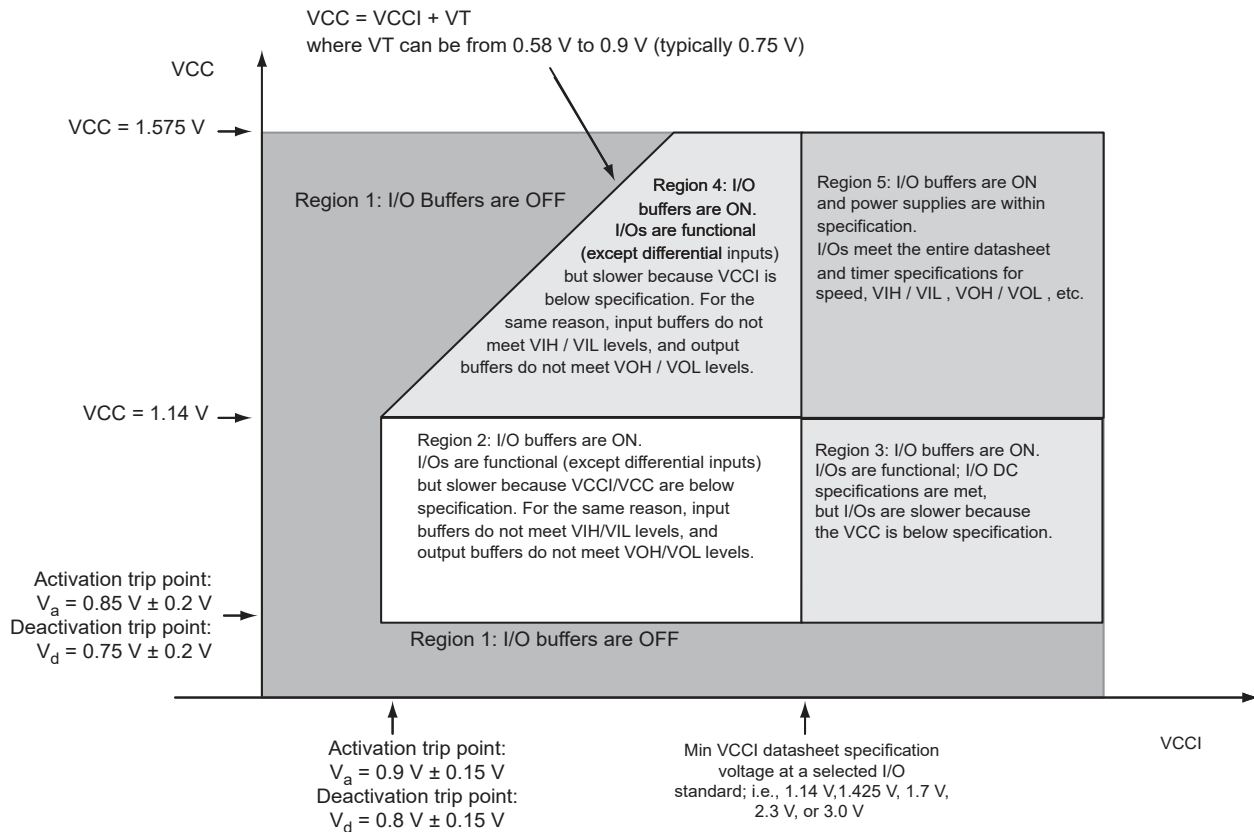 VCC = VCCI + VT
where VT can be from 0.58 V to 0.9 V (typically 0.75 V)
VCC
VCC = 1.575 V
Region 1: I/O Buffers are OFF
Region 4: I/O
buffers are ON.
I/Os are functional
(except differential inputs)
but slower because VCCI is
below specification. For the
same reason, input buffers do not
meet VIH / VIL levels, and output
buffers do not meet VOH / VOL levels.
Region 5: I/O buffers are ON
and power supplies are within
specification.
I/Os meet the entire datasheet
and timer specifications for
speed, VIH / VIL , VOH / VOL , etc.
VCC = 1.14 V
Region 2: I/O buffers are ON.
I/Os are functional (except differential inputs)
but slower because VCCI/VCC are below
specification. For the same reason, input
buffers do not meet VIH/VIL levels, and
output buffers do not meet VOH/VOL levels.
Region 3: I/O buffers are ON.
I/Os are functional; I/O DC
specifications are met,
but I/Os are slower because
the VCC is below specification.
Activation trip point:
Va = 0.85 V ± 0.2 V
Deactivation trip point:
Vd = 0.75 V ± 0.2 V
Region 1: I/O buffers are OFF
Activation trip point:
Va = 0.9 V ± 0.15 V
Deactivation trip point:
Vd = 0.8 V ± 0.15 V
Min VCCI datasheet specification
voltage at a selected I/O
standard; i.e., 1.14 V,1.425 V, 1.7 V,
2.3 V, or 3.0 V
VCCI